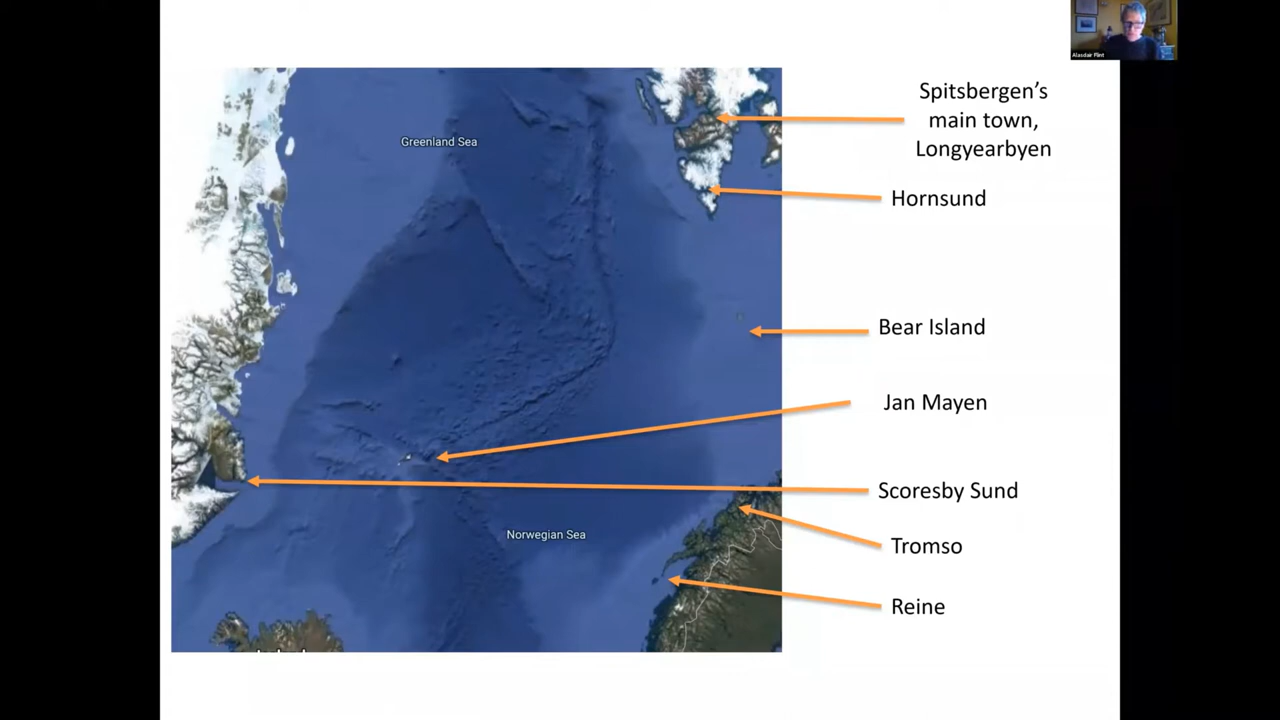 Alasdair Flint
Spitsbergen's
main town,
Longyearbyen
Greenland Sea
Hornsund
Bear Island
Jan Mayen
Scoresby Sund
Norwegian Sea
Tromso
Reine